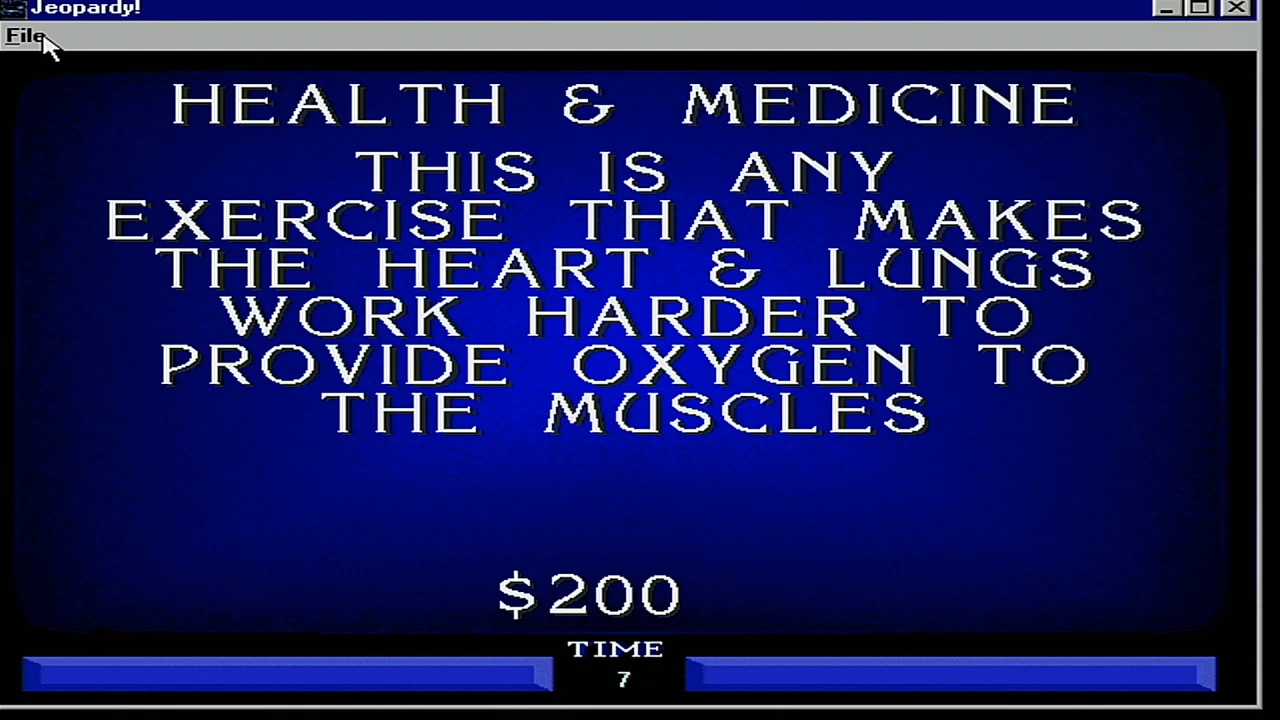 Jeopardy!
File
HEALTH & MEDICINE
THIS IS ANY
EXERCISE THAT MAKES
THE HEART & LUNGS
WORK HARDER TO
PROVIDE OXYGEN TO
THE MUSCLES
$200
TIME
7